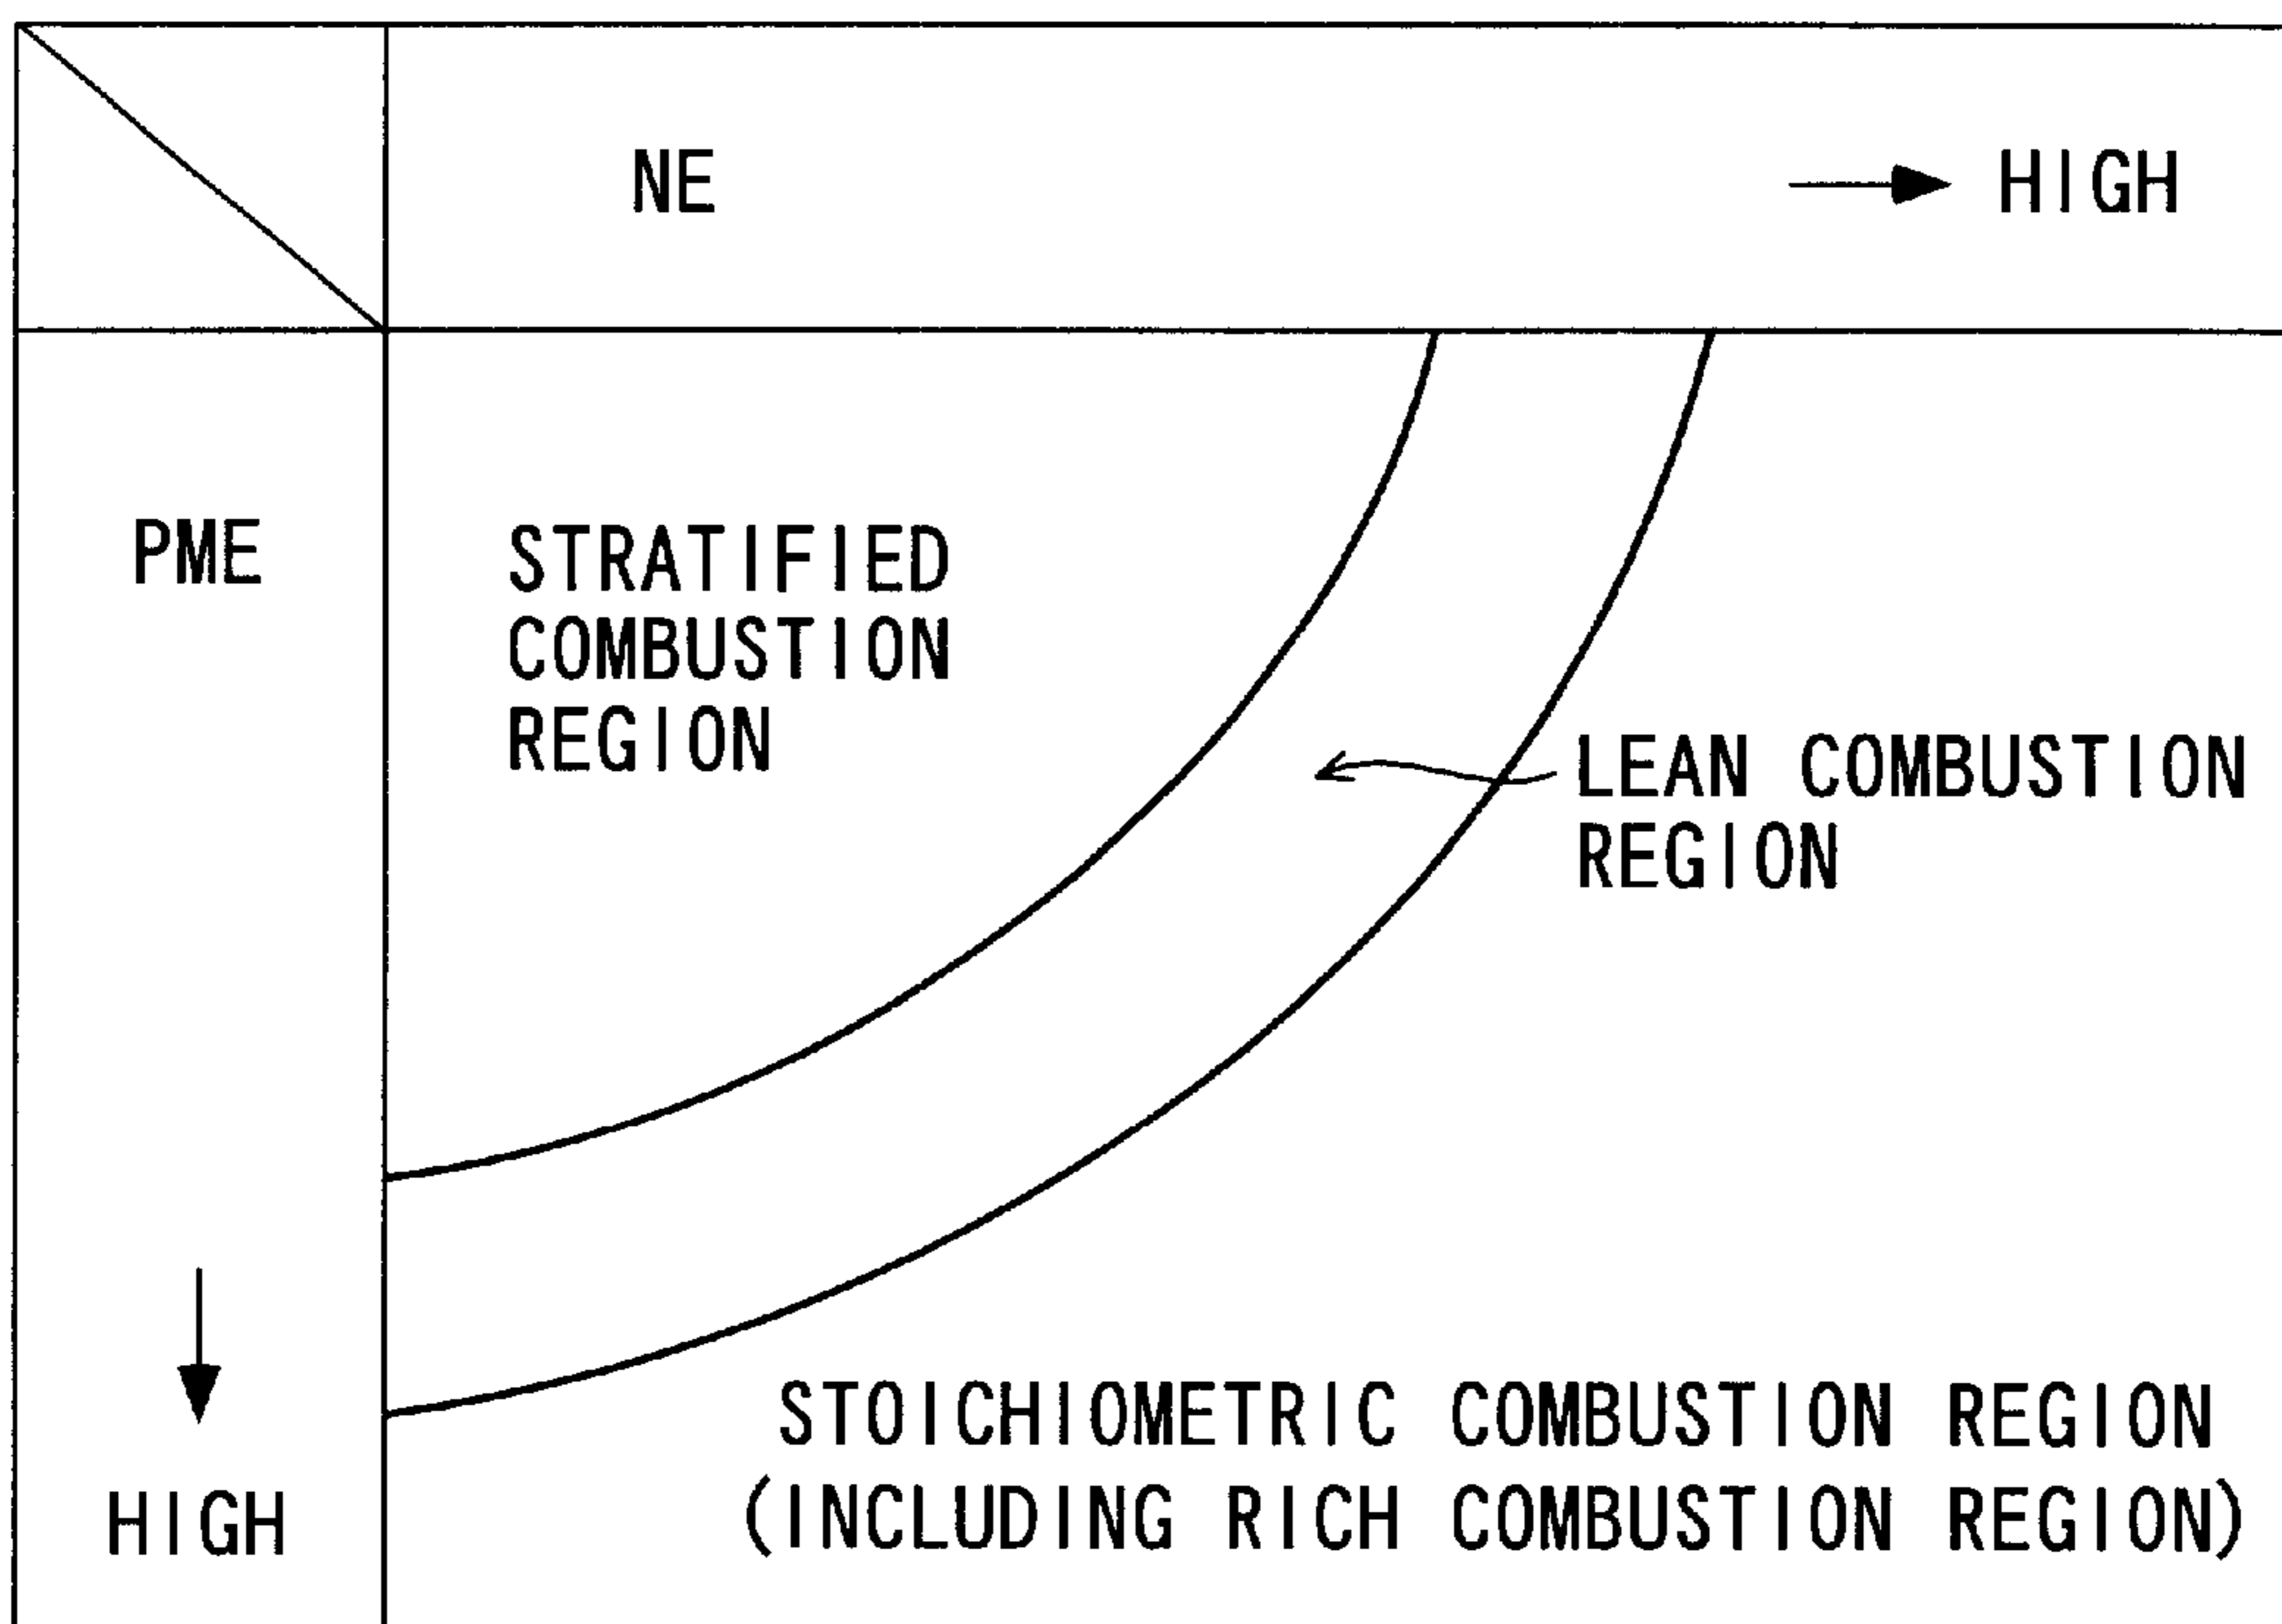 NE
HIGH
PME
STRATIFIED
COMBUSTION
REGION
LEAN COMBUSTION
REGION
HIGH
STOICHIOMETRIC COMBUSTION REGION
(INCLUDING RICH COMBUSTION REGION)